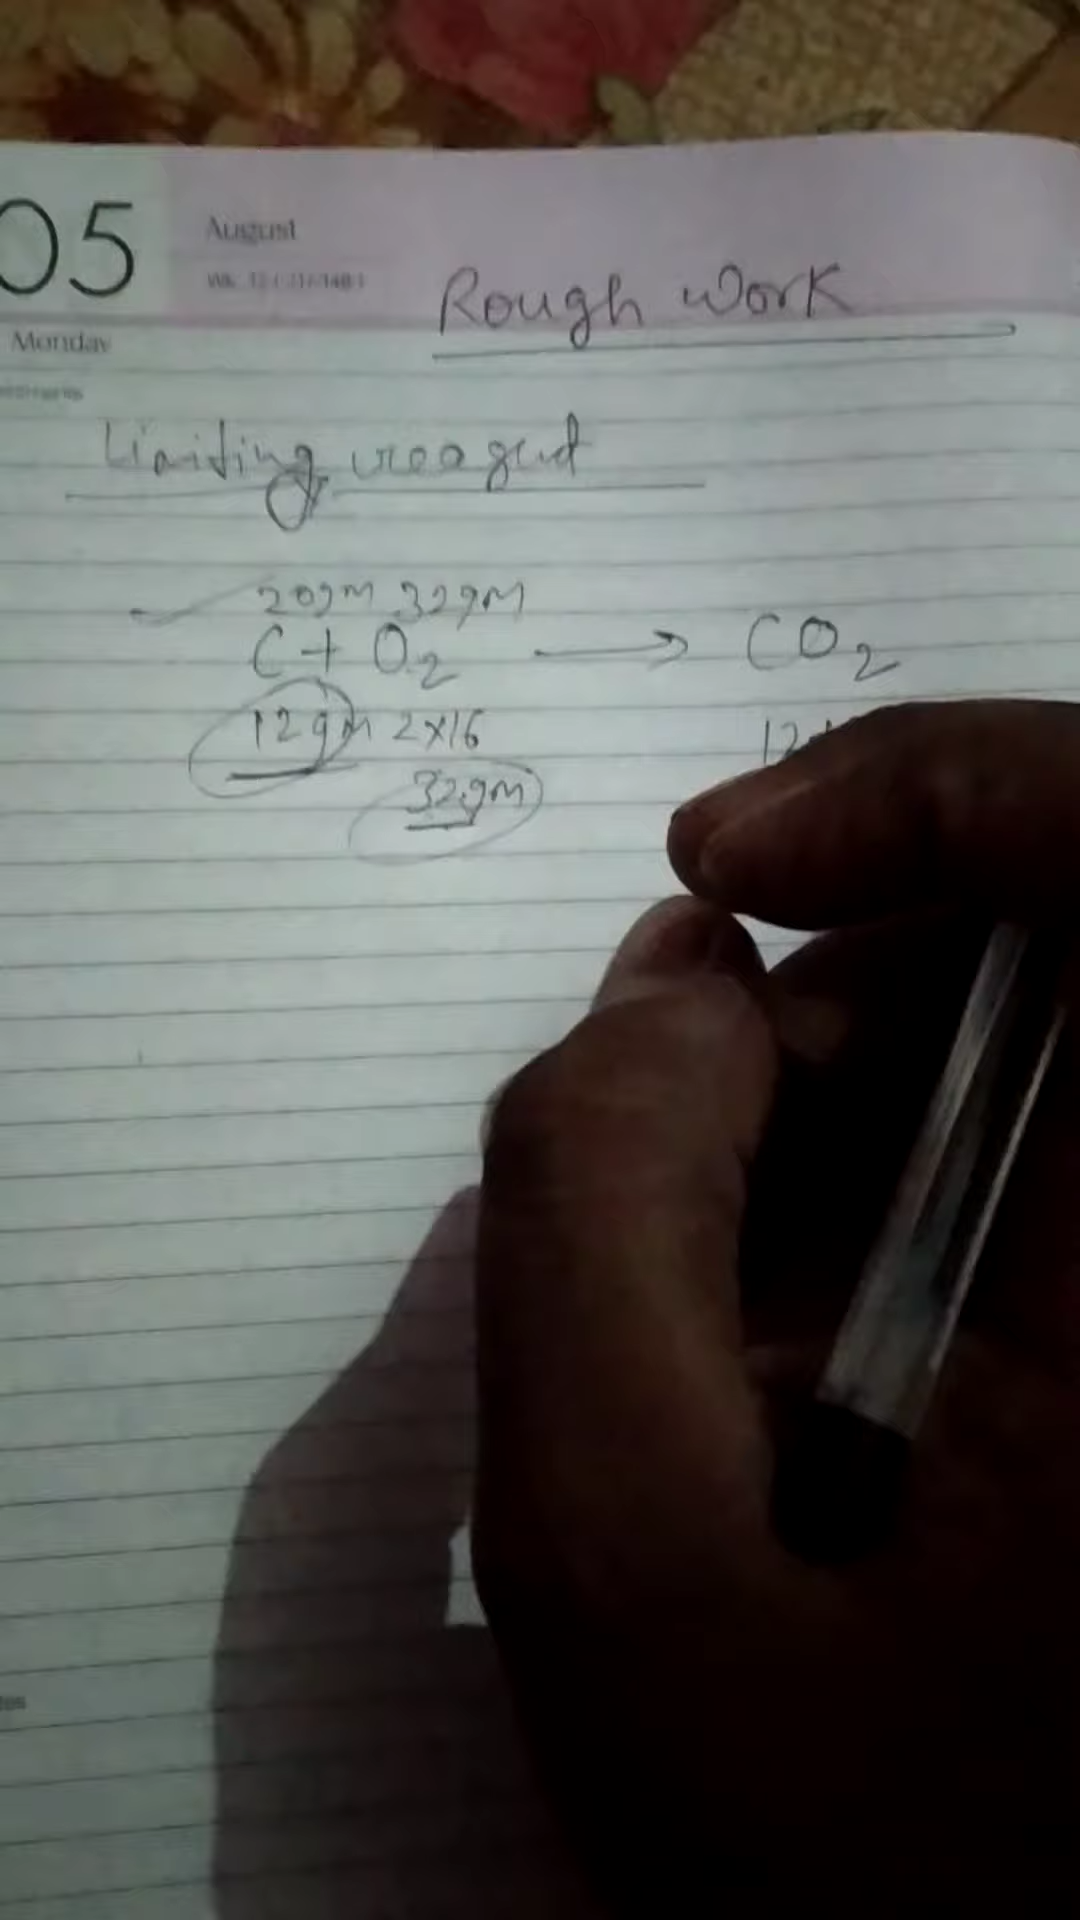 05
August
Monday
Rough Work
Limiting reagent
20gm 32gm
C + O2 → CO2
12gm 2×16
32gm